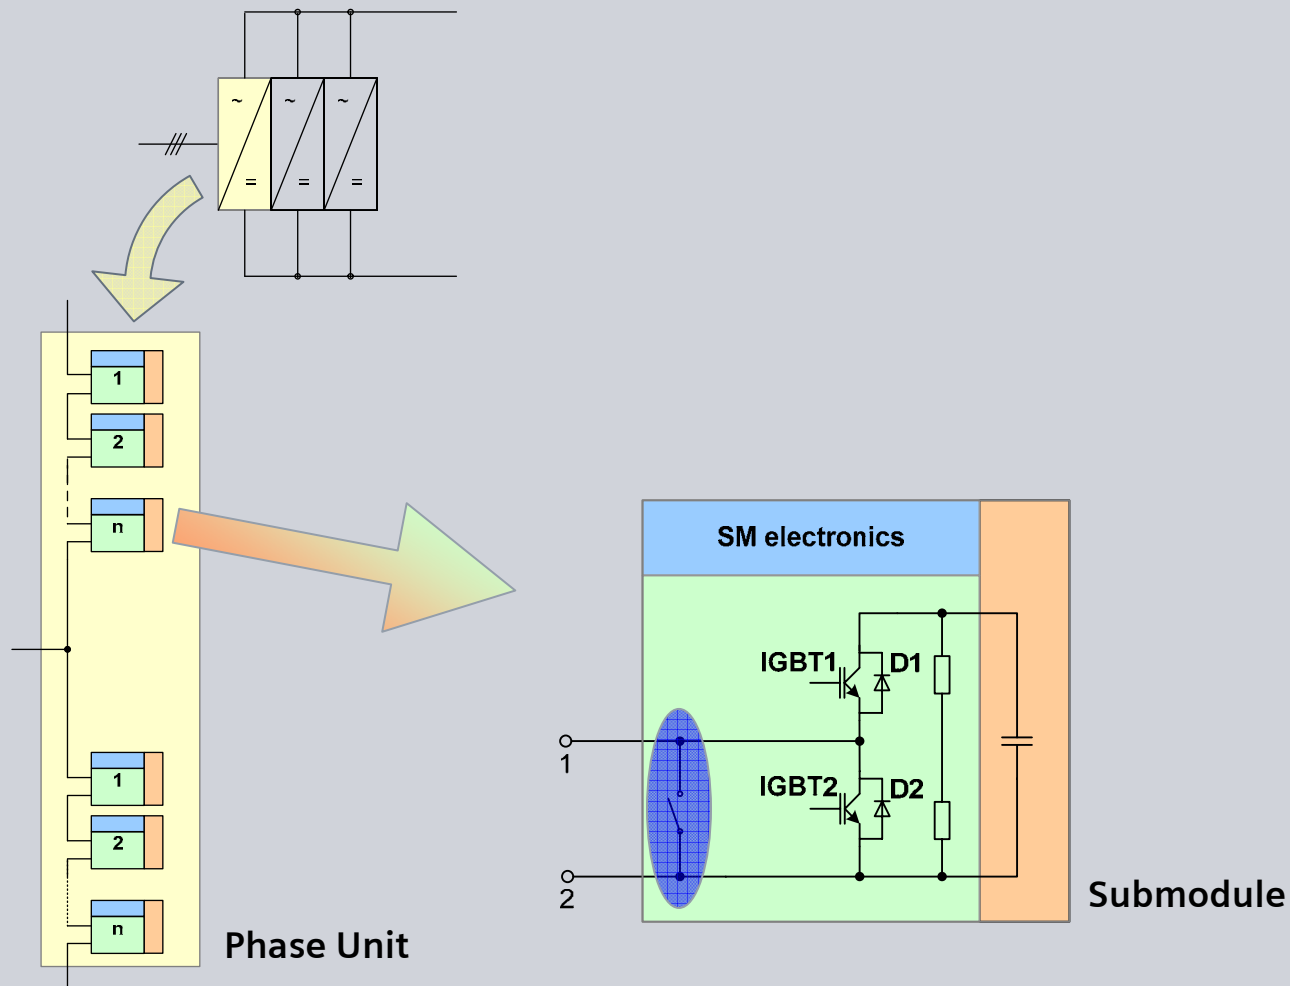 ~ ~ ~
= = =
1
2
n
1
2
n
Phase Unit
SM electronics
IGBT1 D1
1
IGBT2 D2
2
Submodule